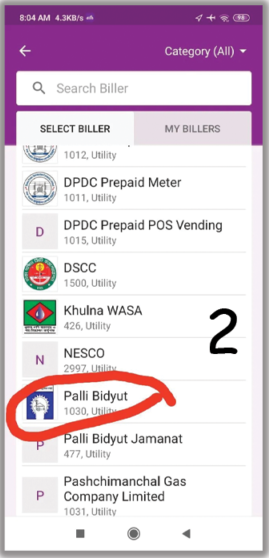 8:04 AM 4.3KB/s
Category (All)
Search Biller
SELECT BILLER MY BILLERS
1012, Utility
DPDC Prepaid Meter
1011, Utility
D DPDC Prepaid POS Vending
1015, Utility
DSCC
1500, Utility
Khulna WASA
426, Utility
2
N NESCO
2997, Utility
Palli Bidyut
1030, Utility
P Palli Bidyut Jamanat
477, Utility
P Pashchimanchal Gas
Company Limited
1031, Utility